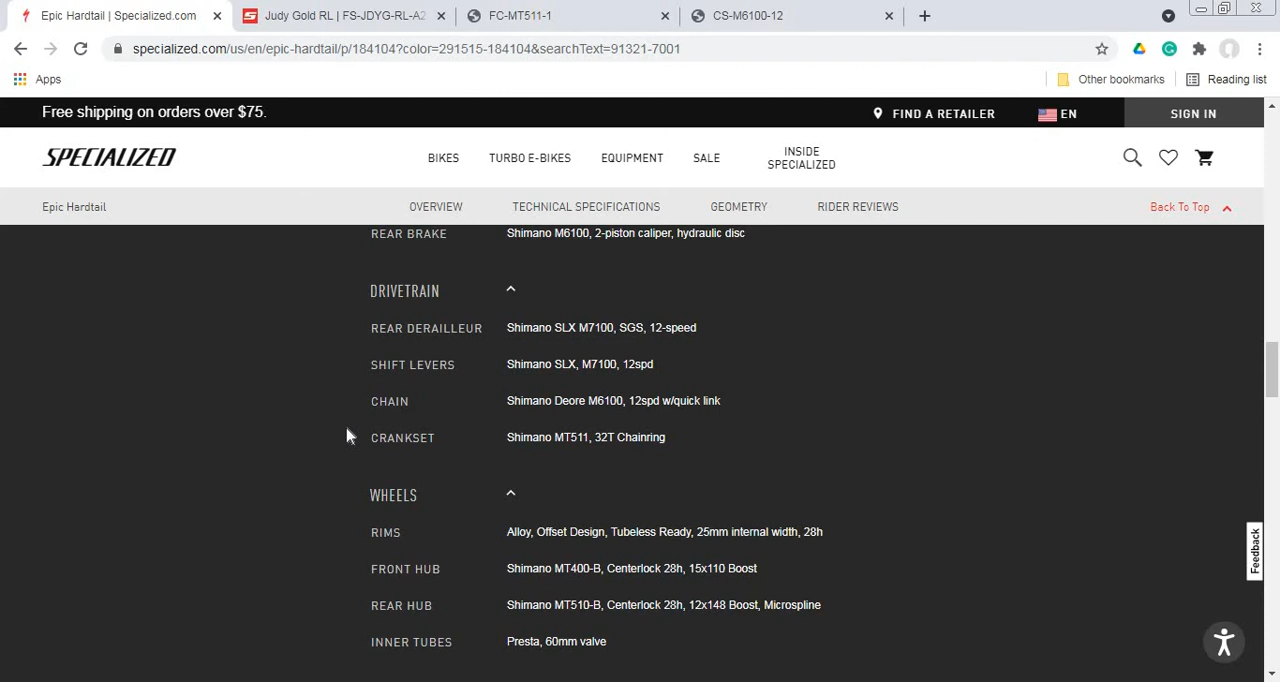 Epic Hardtail | Specialized.com
Judy Gold RL | FS-JDYG-RL-A2
FC-MT511-1
CS-M6100-12
specialized.com/us/en/epic-hardtail/p/184104?color=291515-184104&searchText=91321-7001
Apps
Other bookmarks
Reading list
Free shipping on orders over $75.
FIND A RETAILER
EN
SIGN IN
SPECIALIZED
BIKES
TURBO E-BIKES
EQUIPMENT
SALE
INSIDE
SPECIALIZED
Epic Hardtail
OVERVIEW
TECHNICAL SPECIFICATIONS
GEOMETRY
RIDER REVIEWS
Back To Top
REAR BRAKE Shimano M6100, 2-piston caliper, hydraulic disc
DRIVETRAIN
REAR DERAILLEUR Shimano SLX M7100, SGS, 12-speed
SHIFT LEVERS Shimano SLX, M7100, 12spd
CHAIN Shimano Deore M6100, 12spd w/quick link
CRANKSET Shimano MT511, 32T Chainring
WHEELS
RIMS Alloy, Offset Design, Tubeless Ready, 25mm internal width, 28h
FRONT HUB Shimano MT400-B, Centerlock 28h, 15x110 Boost
REAR HUB Shimano MT510-B, Centerlock 28h, 12x148 Boost, Microspline
INNER TUBES Presta, 60mm valve
Feedback